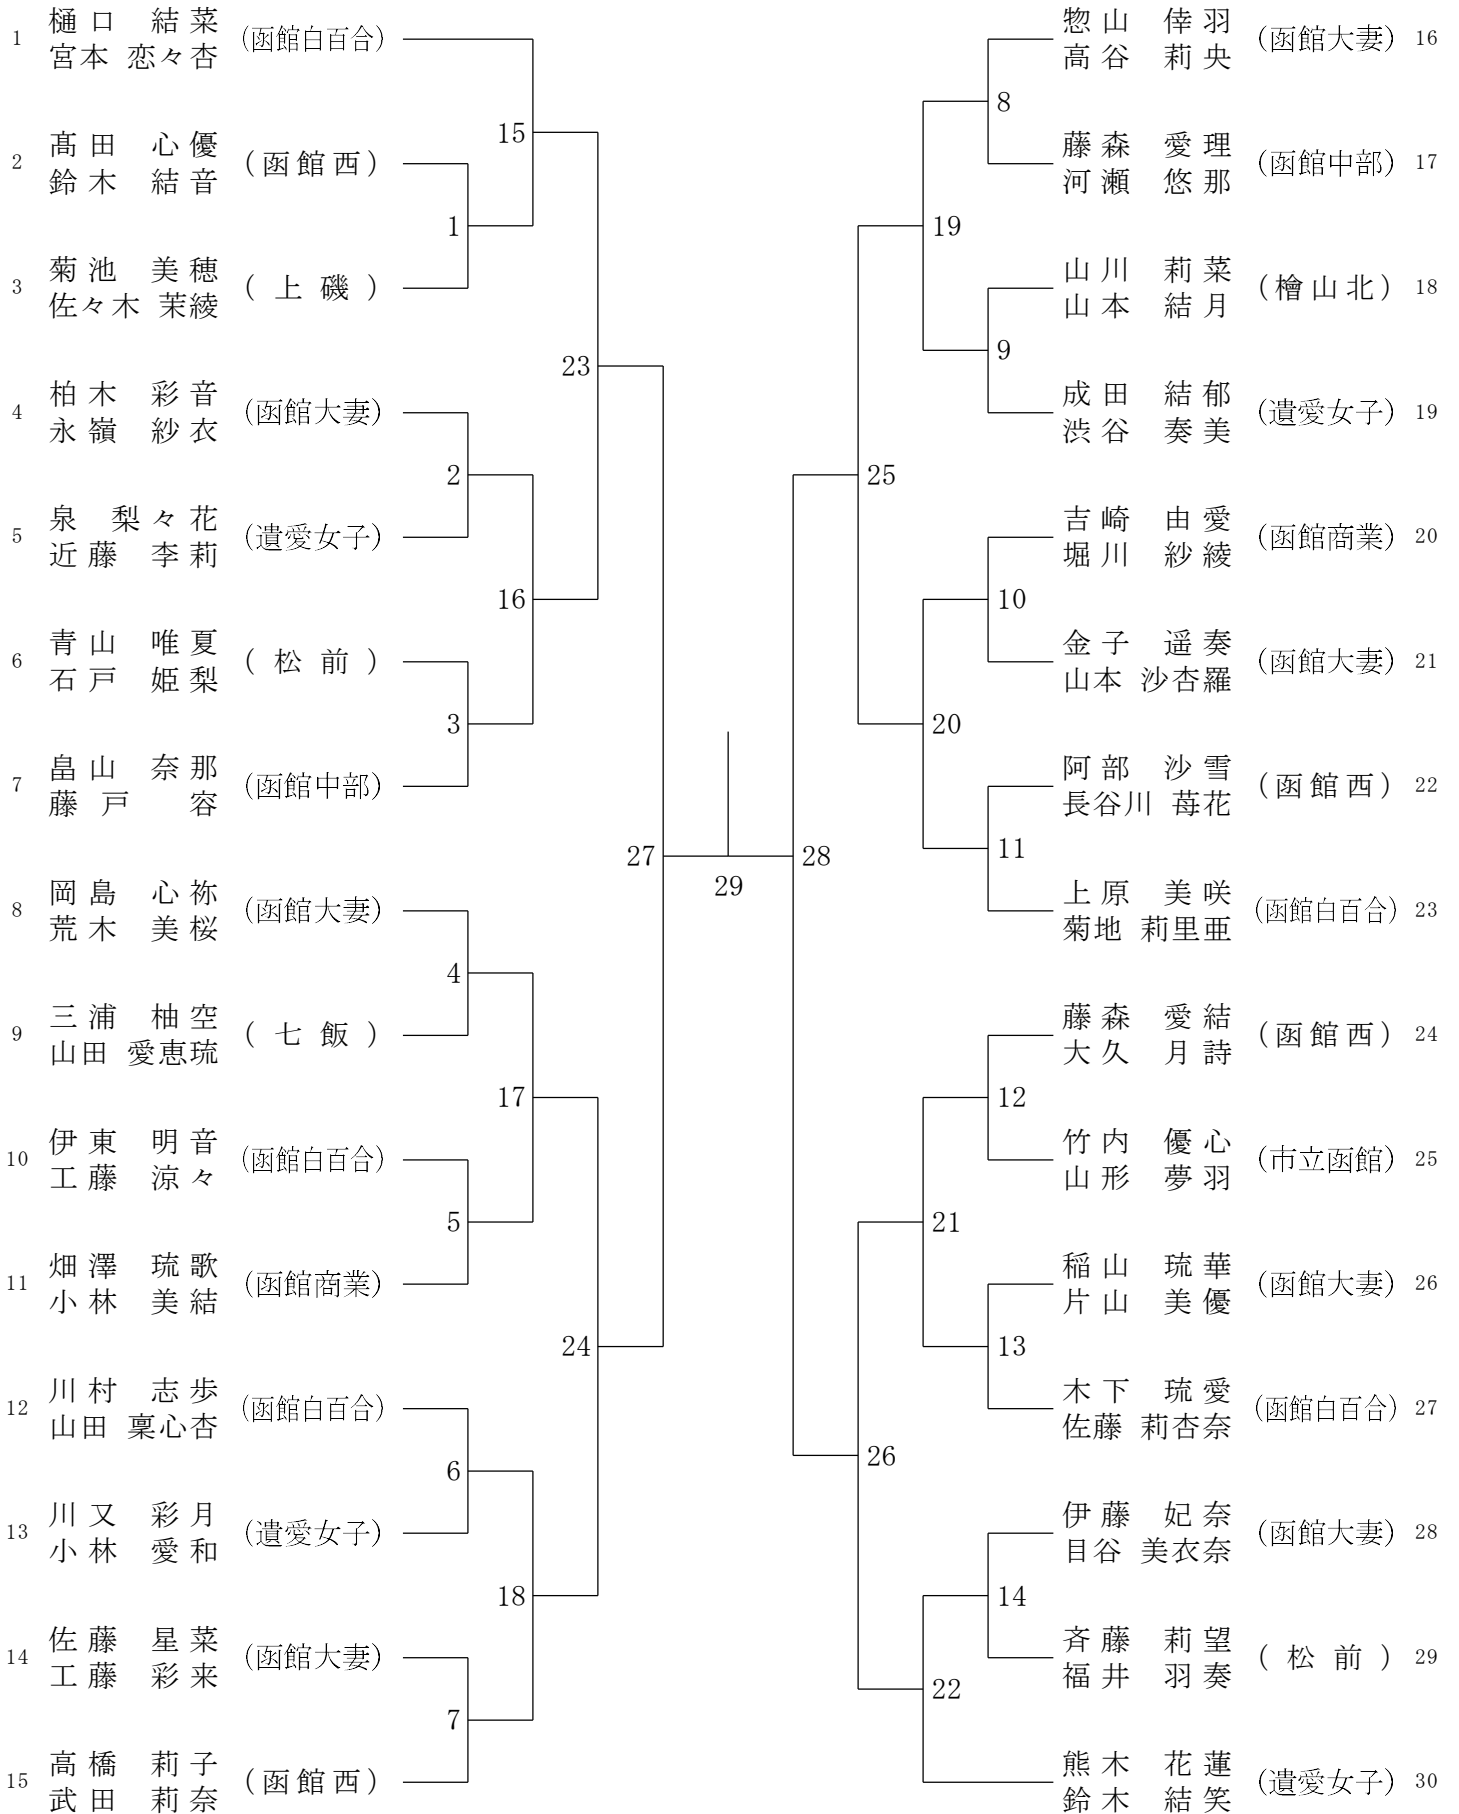 1 樋口 結菜 (函館白百合)
宮本 恋々杏
15
2 髙田 心優 (函館西)
鈴木 結音
1
3 菊池 美穂 (上磯)
佐々木 茉綾
23
4 柏木 彩音 (函館大妻)
永嶺 紗衣
2
5 泉 梨々花 (遺愛女子)
近藤 李莉
16
6 青山 唯夏 (松前)
石戸 姫梨
3
7 畠山 奈那 (函館中部)
藤戸 容
27
8 岡島 心祢 (函館大妻)
荒木 美桜
4
9 三浦 柚空 (七飯)
山田 愛恵琉
17
10 伊東 明音 (函館白百合)
工藤 涼々
5
11 畑澤 琉歌 (函館商業)
小林 美結
24
12 川村 志歩 (函館白百合)
山田 稟心杏
6
13 川又 彩月 (遺愛女子)
小林 愛和
18
14 佐藤 星菜 (函館大妻)
工藤 彩来
7
15 高橋 莉子 (函館西)
武田 莉奈
29
惣山 倖羽 (函館大妻) 16
高谷 莉央
8
藤森 愛理 (函館中部) 17
河瀬 悠那
19
山川 莉菜 (檜山北) 18
山本 結月
9
成田 結郁 (遺愛女子) 19
渋谷 奏美
25
吉崎 由愛 (函館商業) 20
堀川 紗綾
10
金子 遥奏 (函館大妻) 21
山本 沙杏羅
20
阿部 沙雪 (函館西) 22
長谷川 苺花
11
28
上原 美咲 (函館白百合) 23
菊地 莉里亜
藤森 愛結 (函館西) 24
大久 月詩
12
竹内 優心 (市立函館) 25
山形 夢羽
21
稲山 琉華 (函館大妻) 26
片山 美優
13
木下 琉愛 (函館白百合) 27
佐藤 莉杏奈
26
伊藤 妃奈 (函館大妻) 28
目谷 美衣奈
14
斉藤 莉望 (松前) 29
福井 羽奏
22
熊木 花蓮 (遺愛女子) 30
鈴木 結笑